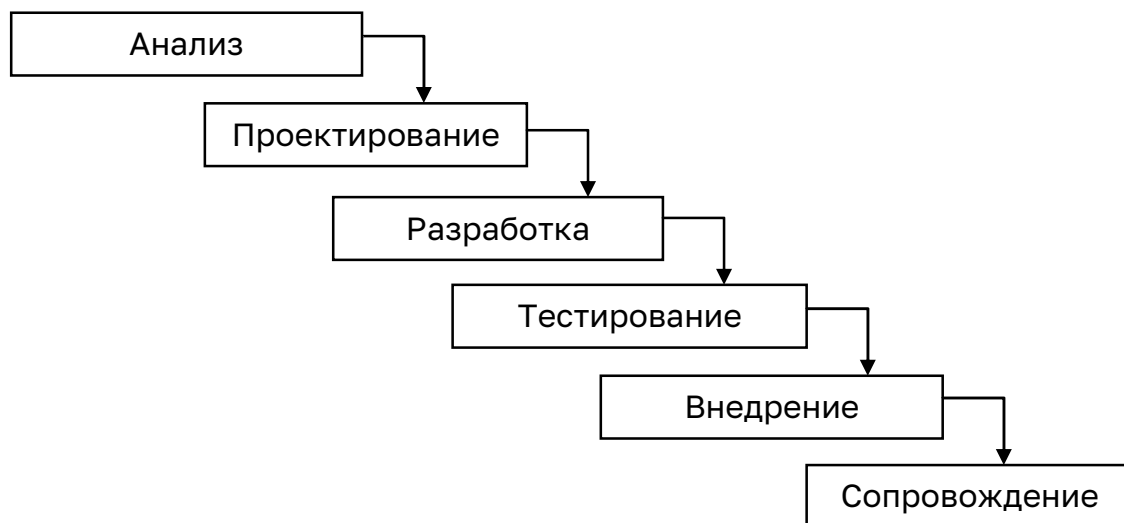 Анализ
Проектирование
Разработка
Тестирование
Внедрение
Сопровождение